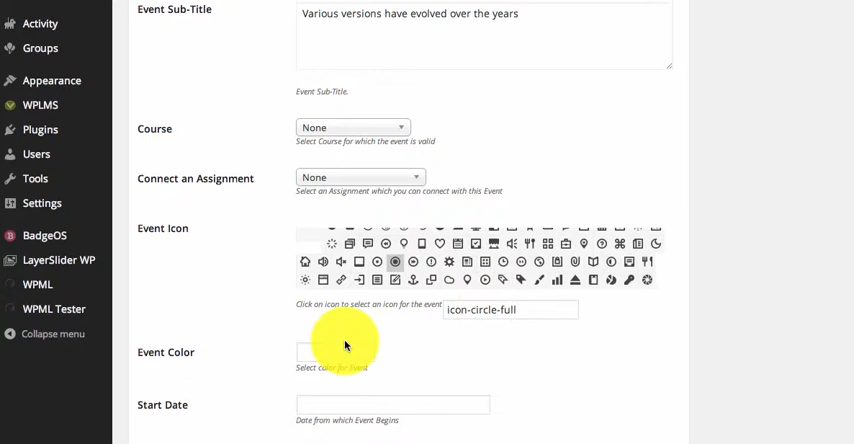 Activity
Groups
Appearance
WPLMS
Plugins
Users
Tools
Settings
BadgeOS
LayerSlider WP
WPML
WPML Tester
Collapse menu
Event Sub-Title
Various versions have evolved over the years
Event Sub-Title.
Course
None
Select Course for which the event is valid
Connect an Assignment
None
Select an Assignment which you can connect with this Event
Event Icon
Click on icon to select an icon for the event
icon-circle-full
Event Color
Select color for Event
Start Date
Date from which Event Begins